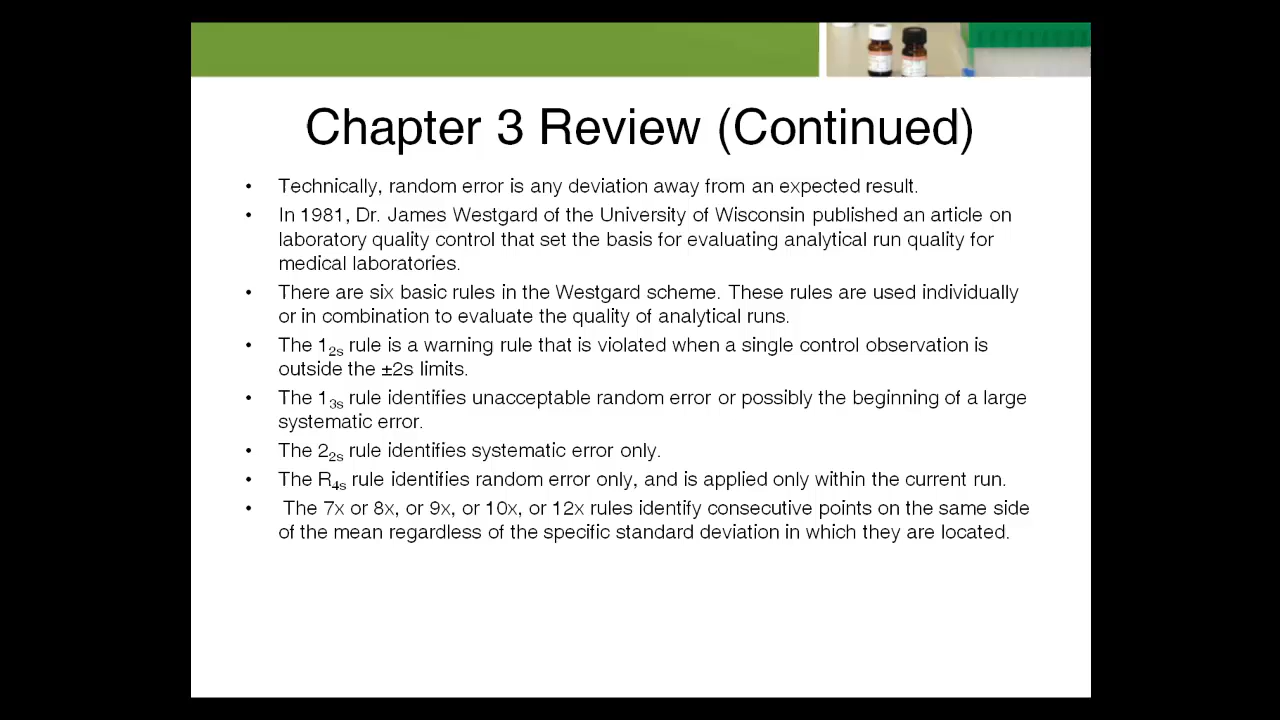 Chapter 3 Review (Continued)
• Technically, random error is any deviation away from an expected result.
• In 1981, Dr. James Westgard of the University of Wisconsin published an article on
laboratory quality control that set the basis for evaluating analytical run quality for
medical laboratories.
• There are six basic rules in the Westgard scheme. These rules are used individually
or in combination to evaluate the quality of analytical runs.
• The 1₂ₛ rule is a warning rule that is violated when a single control observation is
outside the ±2s limits.
• The 1₃ₛ rule identifies unacceptable random error or possibly the beginning of a large
systematic error.
• The 2₂ₛ rule identifies systematic error only.
• The R₄ₛ rule identifies random error only, and is applied only within the current run.
• The 7x or 8x, or 9x, or 10x, or 12x rules identify consecutive points on the same side
of the mean regardless of the specific standard deviation in which they are located.